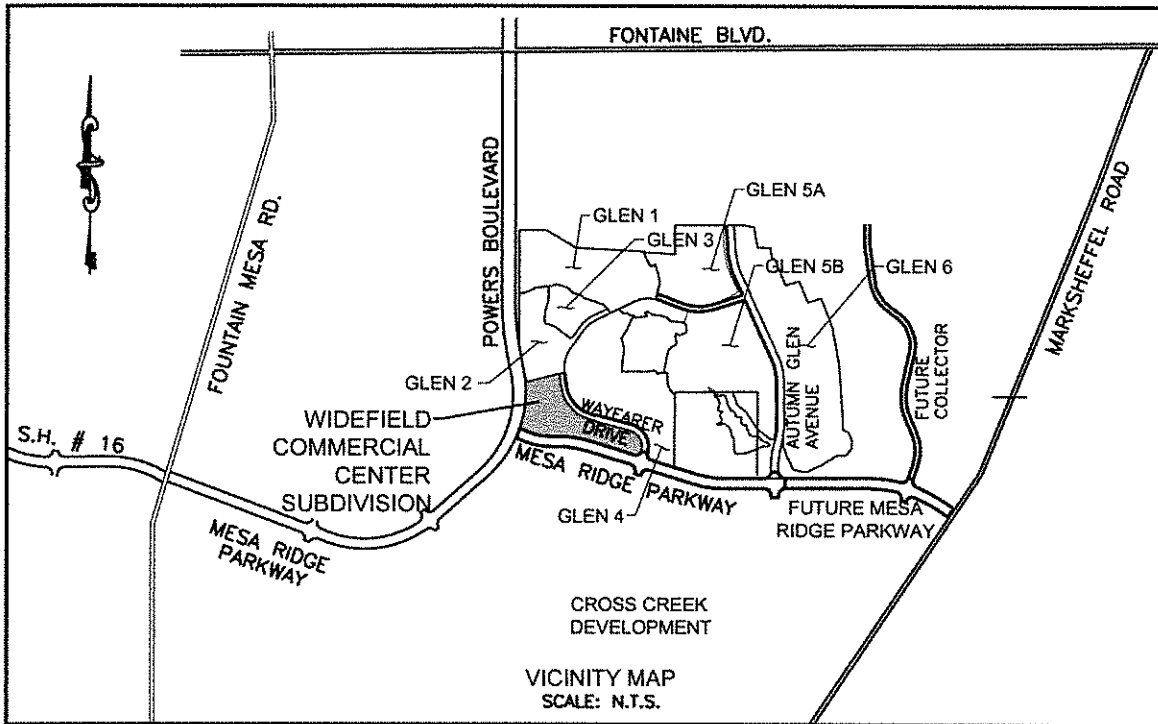 FONTAINE BLVD.
POWERS BOULEVARD
FOUNTAIN MESA RD.
MARKSHEFFEL ROAD
GLEN 5A
GLEN 1
GLEN 3
GLEN 5B
GLEN 6
GLEN 2
AUTUMN GLEN
AVENUE
FUTURE
COLLECTOR
WIDEFIELD
COMMERCIAL
CENTER
SUBDIVISION
WAYFARER
DRIVE
S.H. # 16
MESA RIDGE PARKWAY
GLEN 4
FUTURE MESA
RIDGE PARKWAY
MESA RIDGE
PARKWAY
CROSS CREEK
DEVELOPMENT
VICINITY MAP
SCALE: N.T.S.